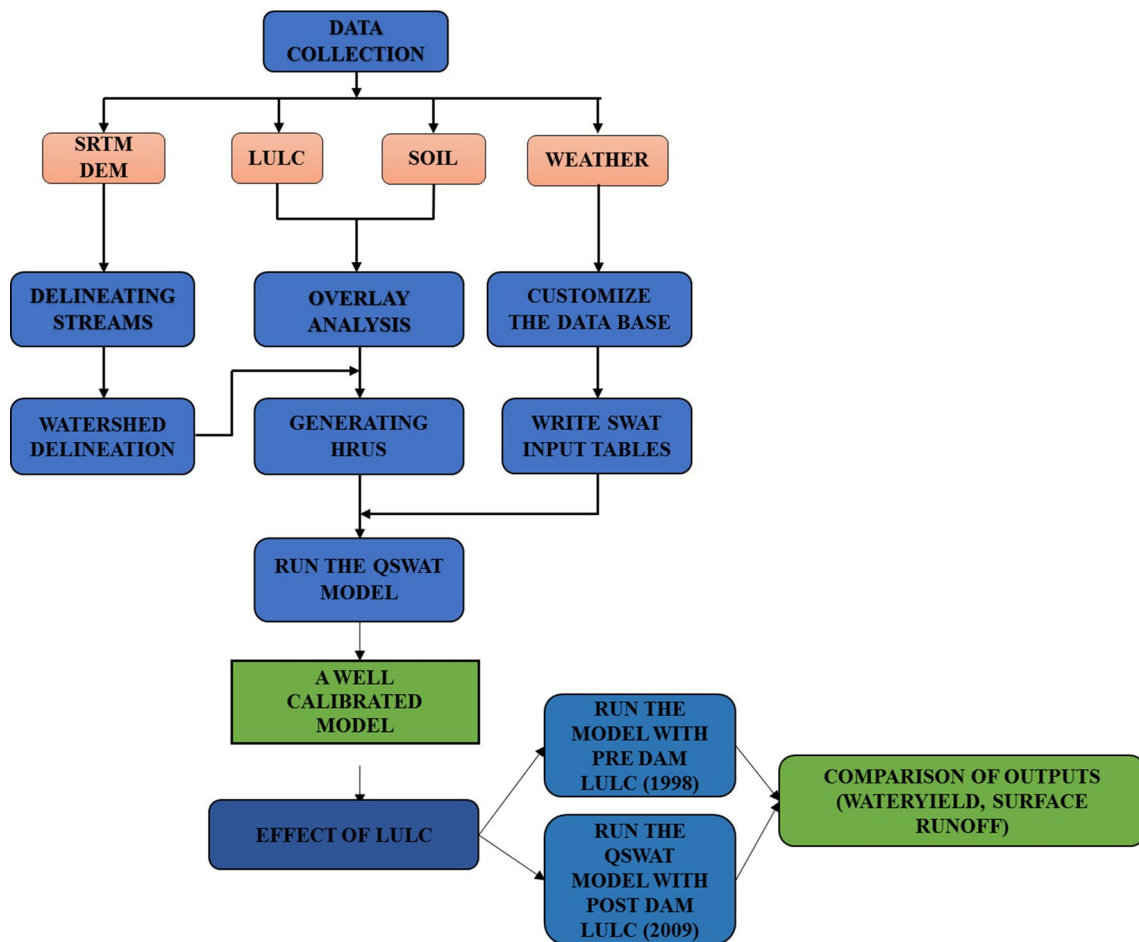 DATA
COLLECTION
SRTM
DEM
LULC
SOIL
WEATHER
DELINEATING
STREAMS
OVERLAY
ANALYSIS
CUSTOMIZE
THE DATA BASE
WATERSHED
DELINEATION
GENERATING
HRUS
WRITE SWAT
INPUT TABLES
RUN THE QSWAT
MODEL
A WELL
CALIBRATED
MODEL
EFFECT OF LULC
RUN THE
MODEL WITH
PRE DAM
LULC (1998)
RUN THE
QSWAT
MODEL WITH
POST DAM
LULC (2009)
COMPARISON OF OUTPUTS
(WATERYIELD, SURFACE
RUNOFF)